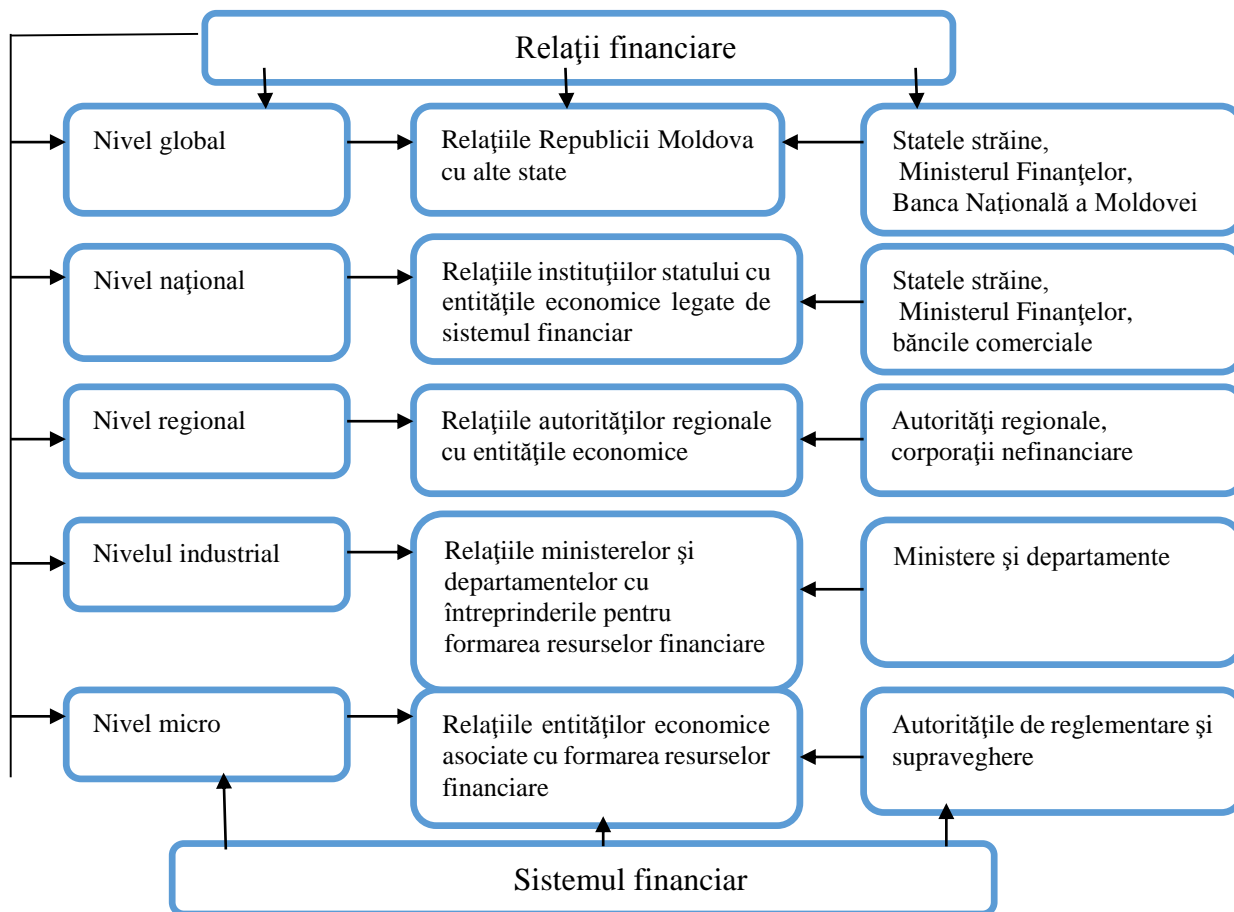 Relaţii financiare
Nivel global
Relaţiile Republicii Moldova
cu alte state
Statele străine,
Ministerul Finanţelor,
Banca Națională a Moldovei
Nivel naţional
Relaţiile instituţiilor statului cu
entităţile economice legate de
sistemul financiar
Statele străine,
Ministerul Finanţelor,
băncile comerciale
Nivel regional
Relaţiile autorităţilor regionale
cu entităţile economice
Autorităţi regionale,
corporaţii nefinanciare
Nivelul industrial
Relaţiile ministerelor şi
departamentelor cu
întreprinderile pentru
formarea resurselor financiare
Ministere şi departamente
Nivel micro
Relaţiile entităţilor economice
asociate cu formarea resurselor
financiare
Autorităţile de reglementare şi
supraveghere
Sistemul financiar